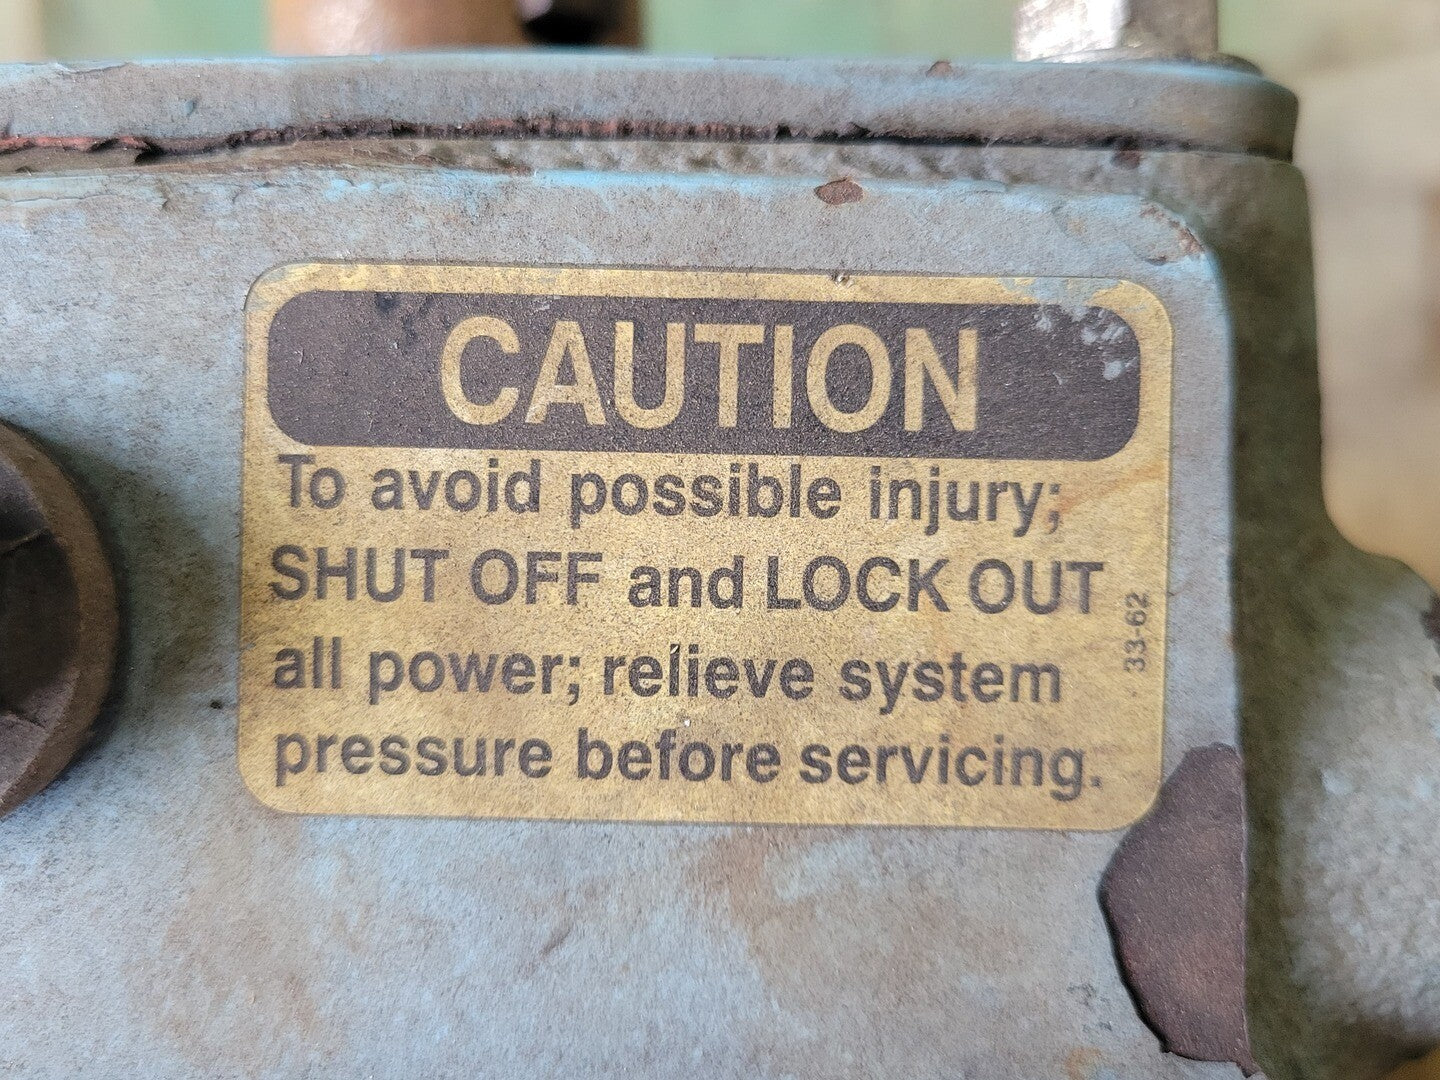 CAUTION
To avoid possible injury;
SHUT OFF and LOCK OUT
all power; relieve system
pressure before servicing.
33-62